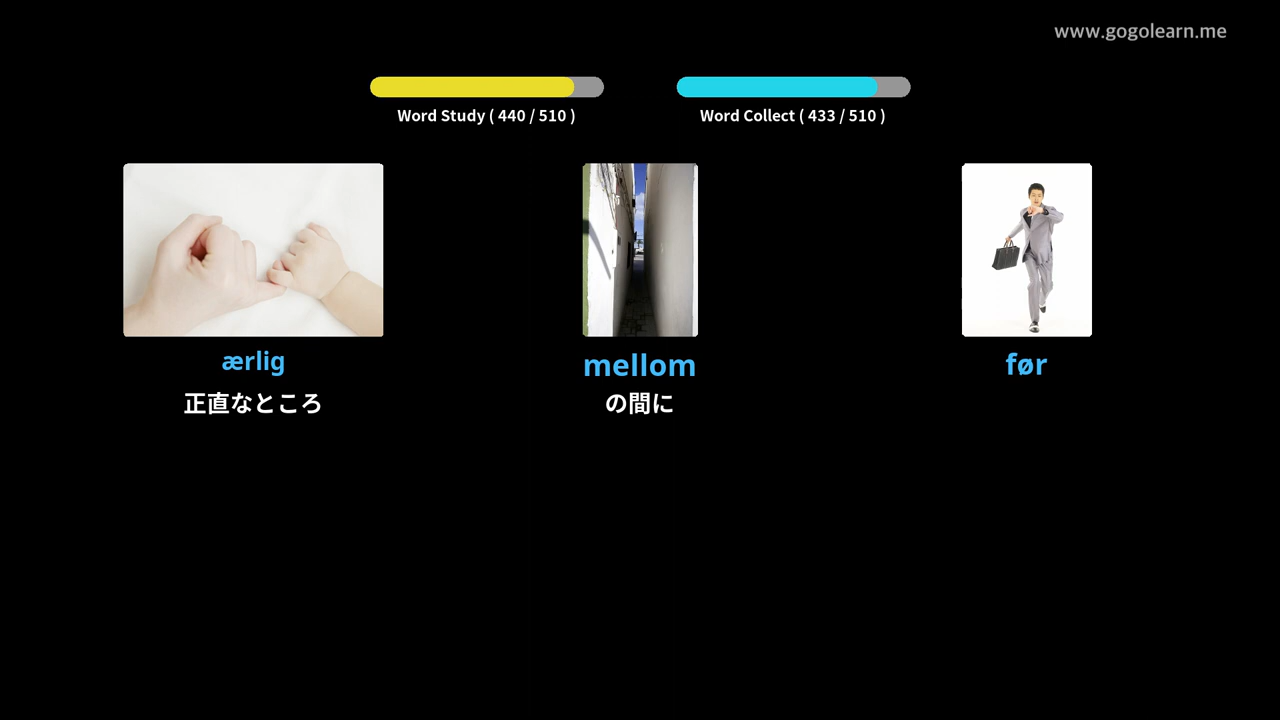 www.gogolearn.me
Word Study ( 440 / 510 )
Word Collect ( 433 / 510 )
ærlig
mellom
før
正直なところ
の間に